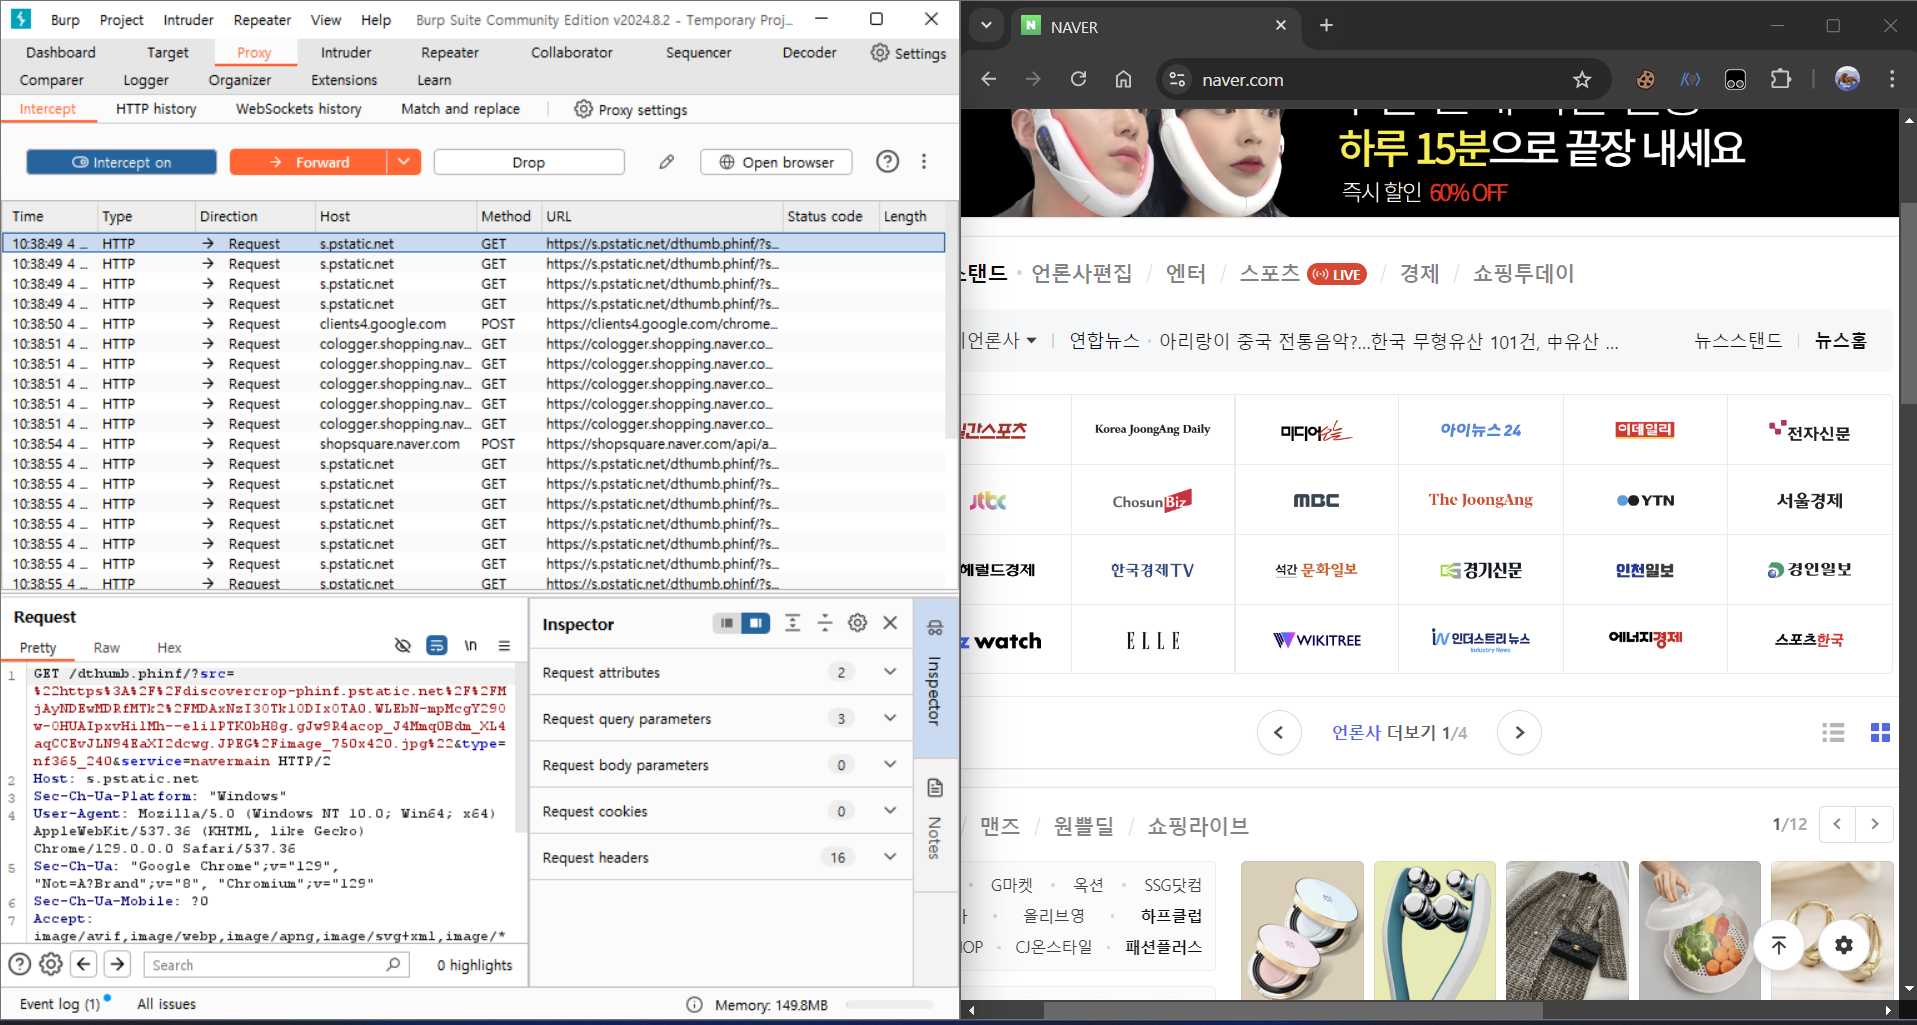 Burp Project Intruder Repeater View Help Burp Suite Community Edition v2024.8.2 - Temporary Proj...
Dashboard Target Proxy Intruder Repeater Collaborator Sequencer Decoder Settings
Comparer Logger Organizer Extensions Learn
Intercept HTTP history WebSockets history Match and replace Proxy settings
Intercept on Forward Drop Open browser
Time Type Direction Host Method URL Status code Length
10:38:49 4 ... HTTP → Request s.pstatic.net GET https://s.pstatic.net/dthumb.phinf/?s...
10:38:49 4 ... HTTP → Request s.pstatic.net GET https://s.pstatic.net/dthumb.phinf/?s...
10:38:49 4 ... HTTP → Request s.pstatic.net GET https://s.pstatic.net/dthumb.phinf/?s...
10:38:49 4 ... HTTP → Request s.pstatic.net GET https://s.pstatic.net/dthumb.phinf/?s...
10:38:50 4 ... HTTP → Request clients4.google.com POST https://clients4.google.com/chrome...
10:38:51 4 ... HTTP → Request cologger.shopping.nav... GET https://cologger.shopping.naver.co...
10:38:51 4 ... HTTP → Request cologger.shopping.nav... GET https://cologger.shopping.naver.co...
10:38:51 4 ... HTTP → Request cologger.shopping.nav... GET https://cologger.shopping.naver.co...
10:38:51 4 ... HTTP → Request cologger.shopping.nav... GET https://cologger.shopping.naver.co...
10:38:51 4 ... HTTP → Request cologger.shopping.nav... GET https://cologger.shopping.naver.co...
10:38:54 4 ... HTTP → Request shopsquare.naver.com POST https://shopsquare.naver.com/api/a...
10:38:55 4 ... HTTP → Request s.pstatic.net GET https://s.pstatic.net/dthumb.phinf/?s...
10:38:55 4 ... HTTP → Request s.pstatic.net GET https://s.pstatic.net/dthumb.phinf/?s...
10:38:55 4 ... HTTP → Request s.pstatic.net GET https://s.pstatic.net/dthumb.phinf/?s...
10:38:55 4 ... HTTP → Request s.pstatic.net GET https://s.pstatic.net/dthumb.phinf/?s...
10:38:55 4 ... HTTP → Request s.pstatic.net GET https://s.pstatic.net/dthumb.phinf/?s...
10:38:55 4 ... HTTP → Request s.pstatic.net GET https://s.pstatic.net/dthumb.phinf/?s...
10:38:55 4 ... HTTP → Request s.pstatic.net GET https://s.pstatic.net/dthumb.phinf/?s...
Request
Pretty Raw Hex \n
1 GET /dthumb.phinf/?src=
%22https%3A%2F%2Fdiscovercrop-phinf.pstatic.net%2F%2FM
&type=
nf365_240&service=navermain HTTP/2
2 Host: s.pstatic.net
3 Sec-Ch-Ua-Platform: "Windows"
4 User-Agent: Mozilla/5.0 (Windows NT 10.0; Win64; x64)
AppleWebKit/537.36 (KHTML, like Gecko)
Chrome/129.0.0.0 Safari/537.36
5 Sec-Ch-Ua: "Google Chrome";v="129",
"Not=A?Brand";v="8", "Chromium";v="129"
6 Sec-Ch-Ua-Mobile: ?0
7 Accept:
image/avif,image/webp,image/apng,image/svg+xml,image/*
Search 0 highlights
Inspector
Request attributes 2
Request query parameters 3
Request body parameters 0
Request cookies 0
Request headers 16
Inspector
Notes
Event log (1) All issues Memory: 149.8MB
NAVER
naver.com
하루 15분으로 끝장 내세요
즉시 할인 60% OFF
스탠드 · 언론사편집 / 엔터 / 스포츠 LIVE / 경제 / 쇼핑투데이
언론사 연합뉴스 · 아리랑이 중국 전통음악?...한국 무형유산 101건, 中유산 ... 뉴스스탠드 뉴스홈
간스포츠 Korea JoongAng Daily 미디어오늘 아이뉴스24 이데일리 전자신문
jtbc ChosunBiz MBC The JoongAng YTN 서울경제
헤럴드경제 한국경제TV 석간 문화일보 경기신문 인천일보 경인일보
z watch ELLE WIKITREE iN 인더스트리뉴스 Industry News 에너지경제 스포츠한국
언론사 더보기 1/4
/ 맨즈 / 원쁠딜 / 쇼핑라이브 1/12
· G마켓 · 옥션 · SSG닷컴
· 올리브영 · 하프클럽
HOP · CJ온스타일 · 패션플러스